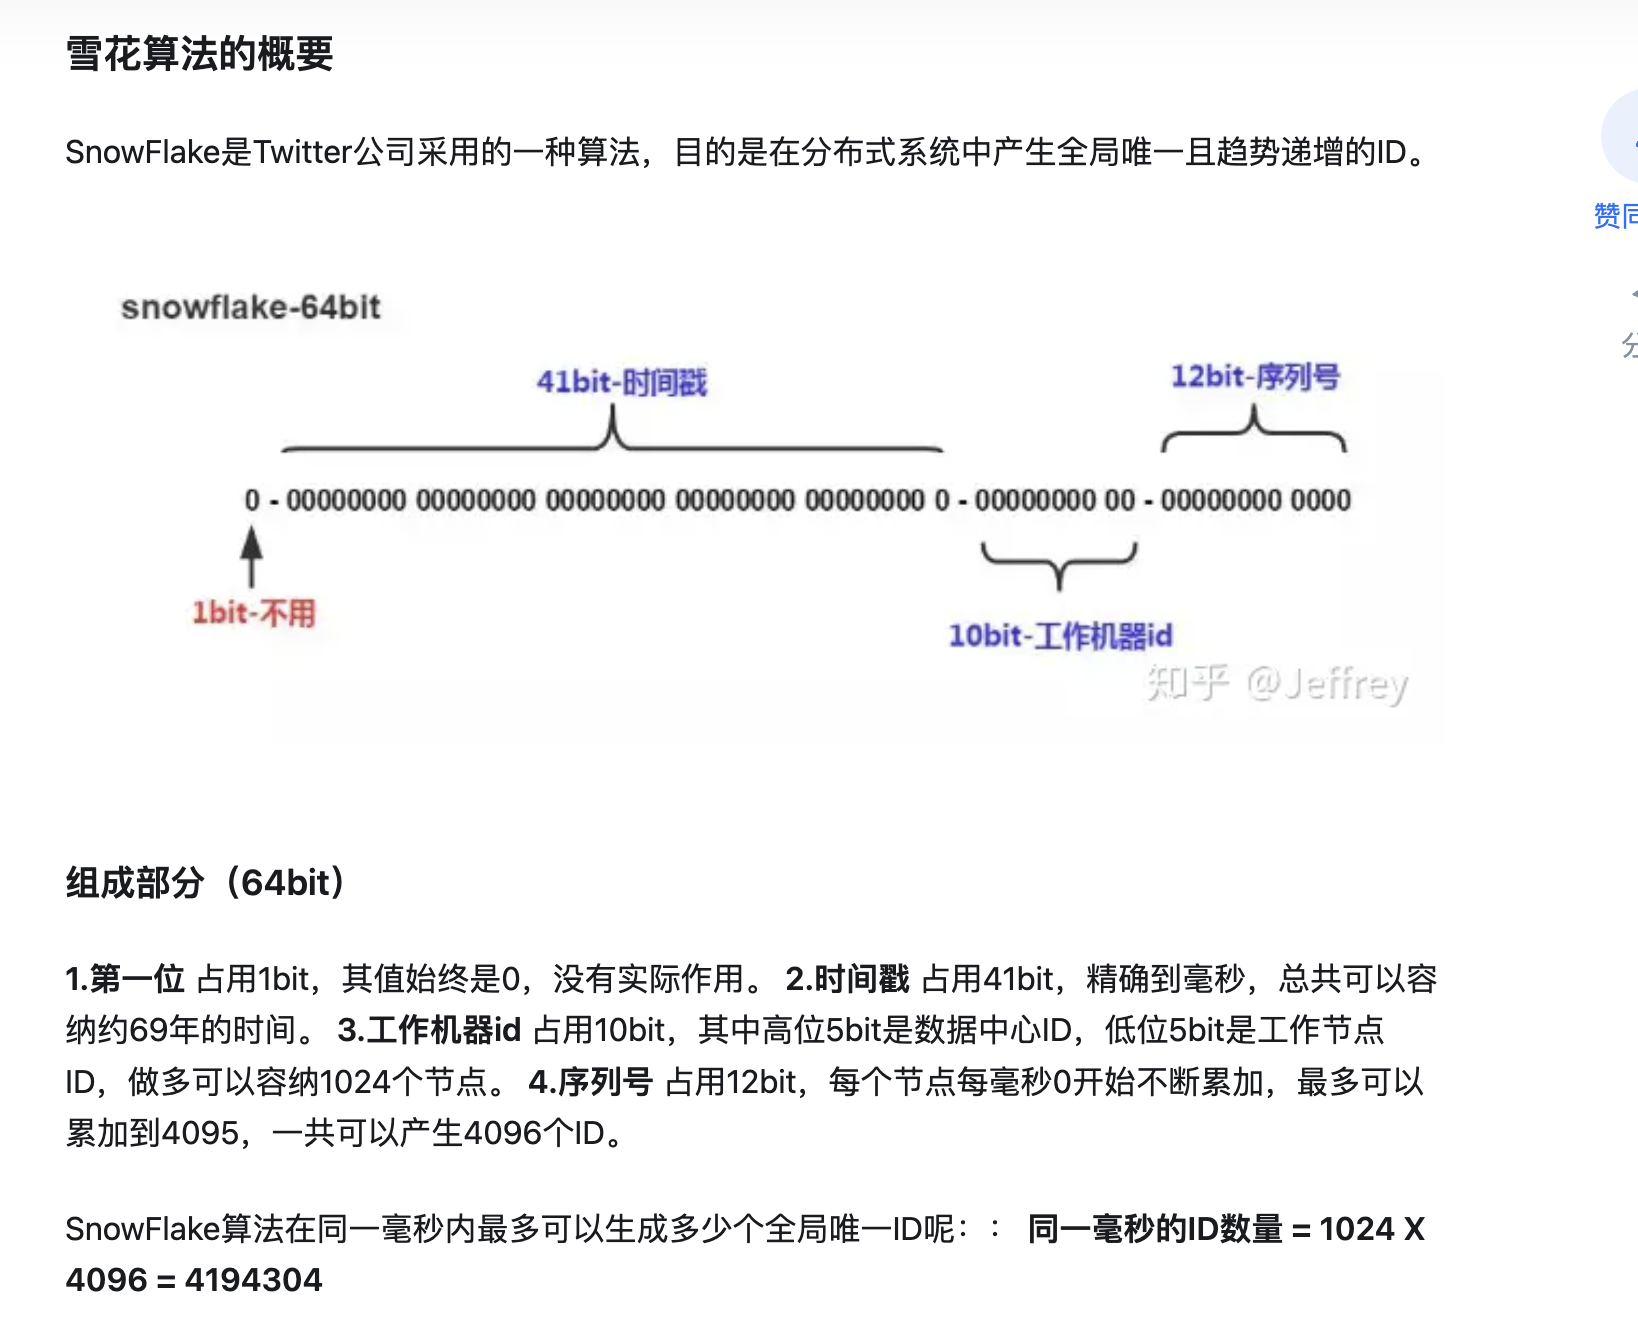 雪花算法的概要
SnowFlake是Twitter公司采用的一种算法，目的是在分布式系统中产生全局唯一且趋势递增的ID。
赞同
snowflake-64bit
41bit-时间戳
12bit-序列号
0 - 00000000 00000000 00000000 00000000 00000000 0 - 00000000 00 - 00000000 0000
1bit-不用
10bit-工作机器id
知乎 @Jeffrey
组成部分（64bit）
1.第一位 占用1bit，其值始终是0，没有实际作用。 2.时间戳 占用41bit，精确到毫秒，总共可以容
纳约69年的时间。 3.工作机器id 占用10bit，其中高位5bit是数据中心ID，低位5bit是工作节点
ID，做多可以容纳1024个节点。 4.序列号 占用12bit，每个节点每毫秒0开始不断累加，最多可以
累加到4095，一共可以产生4096个ID。
SnowFlake算法在同一毫秒内最多可以生成多少个全局唯一ID呢：： 同一毫秒的ID数量 = 1024 X
4096 = 4194304